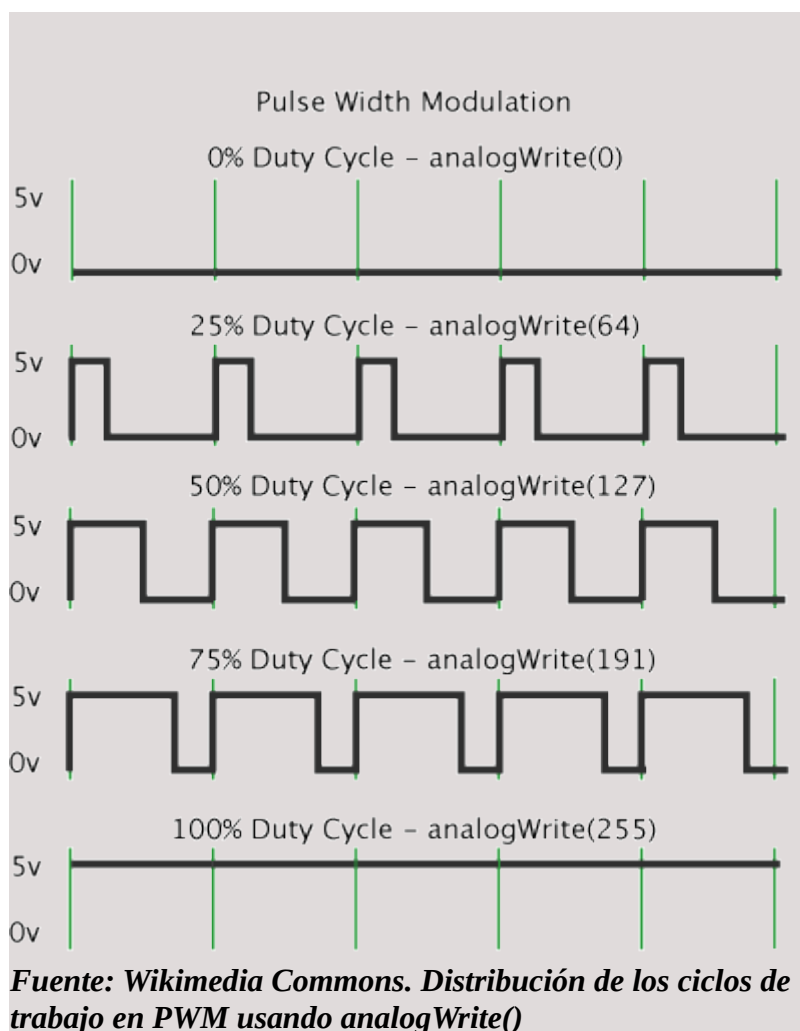 Pulse Width Modulation
0% Duty Cycle – analogWrite(0)
5v
0v
25% Duty Cycle – analogWrite(64)
5v
0v
50% Duty Cycle – analogWrite(127)
5v
0v
75% Duty Cycle – analogWrite(191)
5v
0v
100% Duty Cycle – analogWrite(255)
5v
0v
Fuente: Wikimedia Commons. Distribución de los ciclos de
trabajo en PWM usando analogWrite()